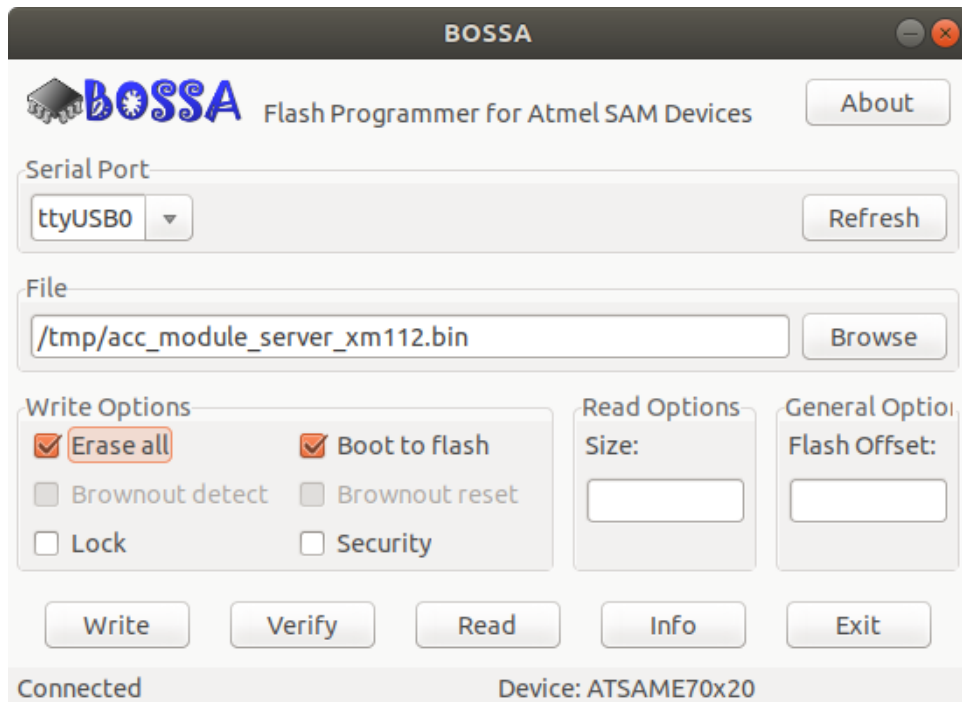 BOSSA
BOSSA Flash Programmer for Atmel SAM Devices About
Serial Port
ttyUSB0 Refresh
File
/tmp/acc_module_server_xm112.bin Browse
Write Options Read Options General Option
Erase all Boot to flash Size: Flash Offset:
Brownout detect Brownout reset
Lock Security
Write Verify Read Info Exit
Connected Device: ATSAME70x20